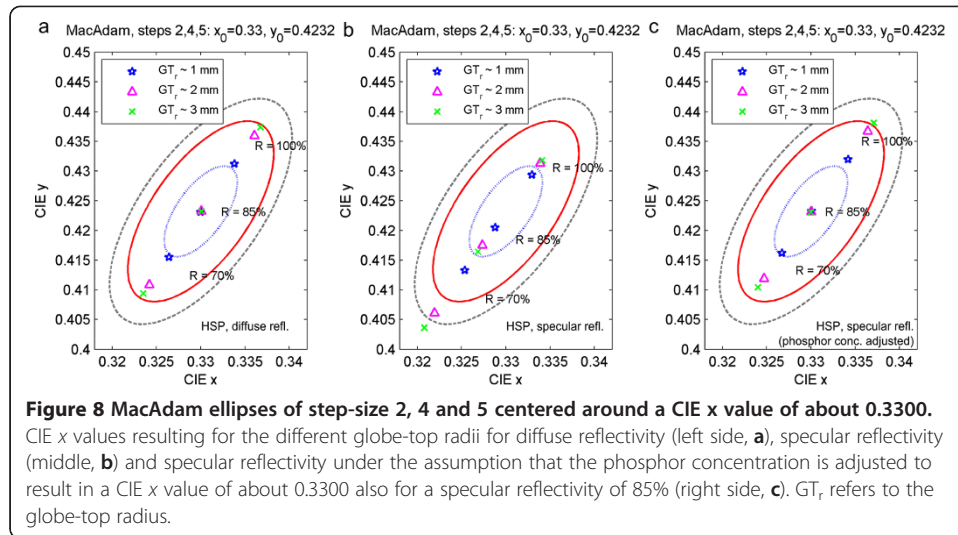 a MacAdam, steps 2,4,5: x0=0.33, y0=0.4232
0.45
0.445
0.44
0.435
0.43
0.425
0.42
0.415
0.41
0.405
0.4
CIE y
GTr ~ 1 mm
GTr ~ 2 mm
GTr ~ 3 mm
R = 100%
R = 85%
R = 70%
HSP, diffuse refl.
0.32 0.325 0.33 0.335 0.34
CIE x
b MacAdam, steps 2,4,5: x0=0.33, y0=0.4232
0.45
0.445
0.44
0.435
0.43
0.425
0.42
0.415
0.41
0.405
0.4
CIE y
GTr ~ 1 mm
GTr ~ 2 mm
GTr ~ 3 mm
R = 100%
R = 85%
R = 70%
HSP, specular refl.
0.32 0.325 0.33 0.335 0.34
CIE x
c MacAdam, steps 2,4,5: x0=0.33, y0=0.4232
0.45
0.445
0.44
0.435
0.43
0.425
0.42
0.415
0.41
0.405
0.4
CIE y
GTr ~ 1 mm
GTr ~ 2 mm
GTr ~ 3 mm
R = 100%
R = 85%
R = 70%
HSP, specular refl.
(phosphor conc. adjusted)
0.32 0.325 0.33 0.335 0.34
CIE x
Figure 8 MacAdam ellipses of step-size 2, 4 and 5 centered around a CIE x value of about 0.3300.
CIE x values resulting for the different globe-top radii for diffuse reflectivity (left side, a), specular reflectivity
(middle, b) and specular reflectivity under the assumption that the phosphor concentration is adjusted to
result in a CIE x value of about 0.3300 also for a specular reflectivity of 85% (right side, c). GTr refers to the
globe-top radius.